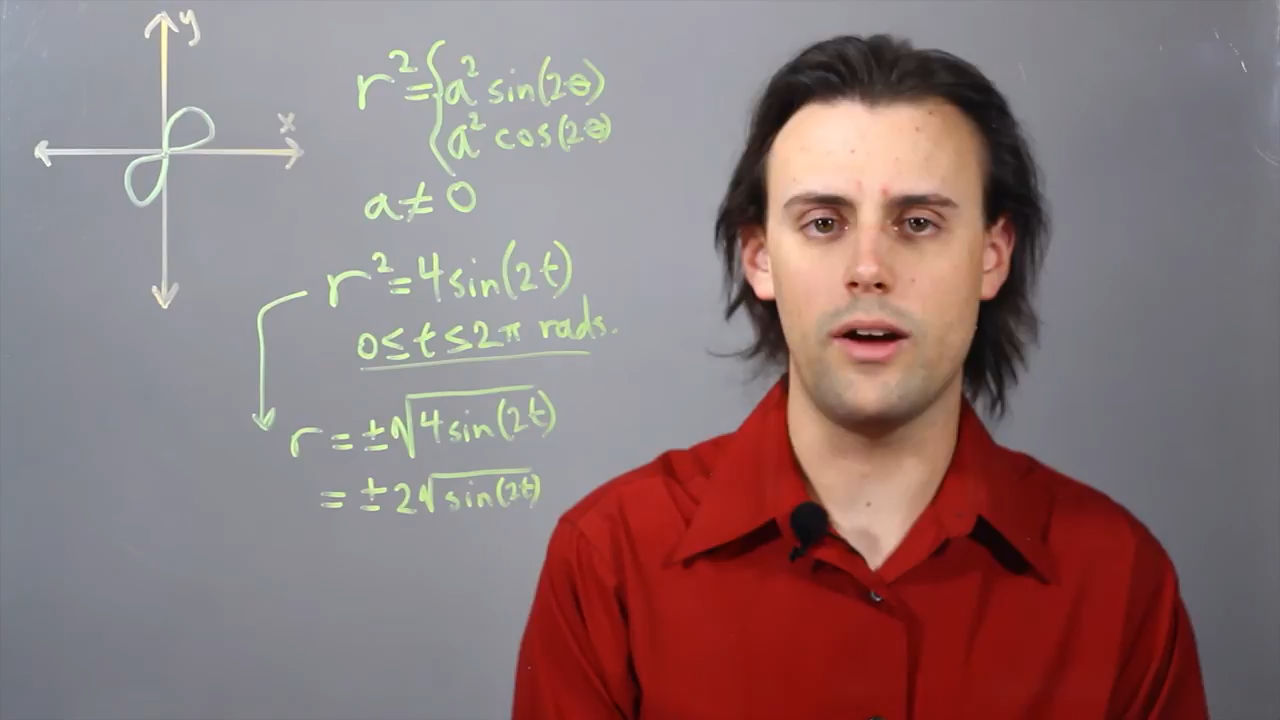 y
x
r² = { a² sin(2θ)
a² cos(2θ)
a ≠ 0
r² = 4 sin(2t)
0 ≤ t ≤ 2π rads.
r = ± √4 sin(2t)
= ± 2 √sin(2t)